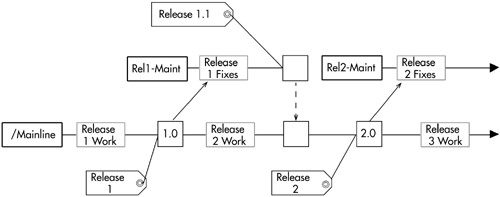 Release 1.1
Rel1-Maint
Release
1 Fixes
Rel2-Maint
Release
2 Fixes
/Mainline
Release
1 Work
1.0
Release
2 Work
2.0
Release
3 Work
Release
1
Release
2